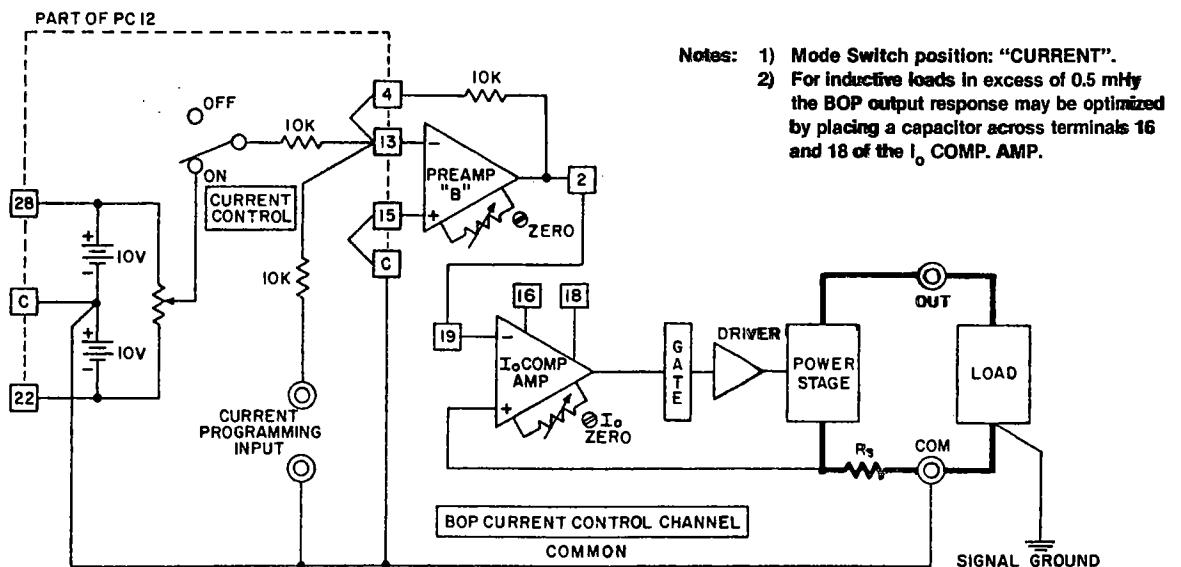 PART OF PC12
Notes: 1) Mode Switch position: "CURRENT".
2) For inductive loads in excess of 0.5 mHy
the BOP output response may be optimized
by placing a capacitor across terminals 16
and 18 of the Io COMP. AMP.
OFF
10K
4
10K
13
-
PREAMP
"B"
+
2
ON
CURRENT
CONTROL
28
15
ZERO
+
10V
-
10K
C
C
16
18
OUT
+
10V
-
19
-
Io COMP
AMP
+
GATE
DRIVER
POWER
STAGE
LOAD
22
Io
ZERO
CURRENT
PROGRAMMING
INPUT
Rs
COM
BOP CURRENT CONTROL CHANNEL
COMMON
SIGNAL GROUND